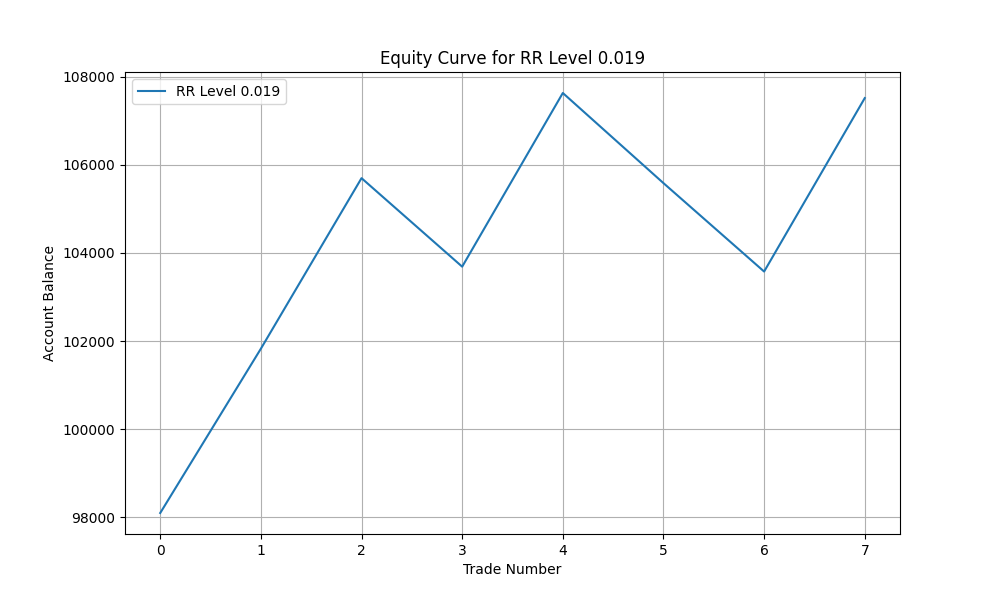 Equity Curve for RR Level 0.019
RR Level 0.019
108000
106000
104000
102000
100000
98000
Account Balance
0 1 2 3 4 5 6 7
Trade Number